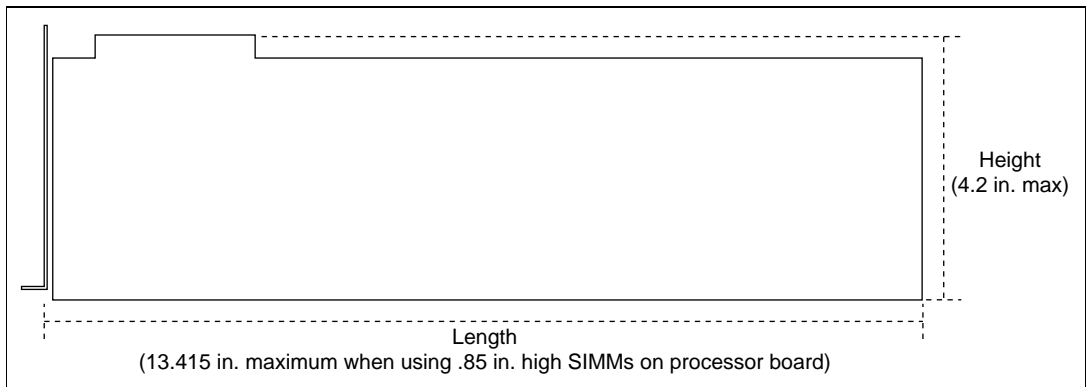 Height
(4.2 in. max)
Length
(13.415 in. maximum when using .85 in. high SIMMs on processor board)